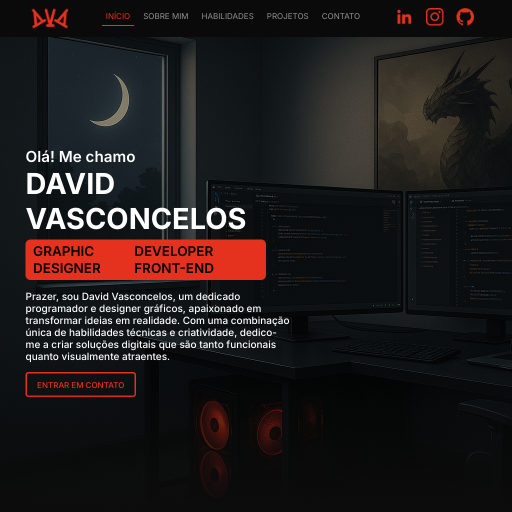 INÍCIO SOBRE MIM HABILIDADES PROJETOS CONTATO
in
Olá! Me chamo
DAVID
VASCONCELOS
GRAPHIC DEVELOPER
DESIGNER FRONT-END
Prazer, sou David Vasconcelos, um dedicado
programador e designer gráficos, apaixonado em
transformar ideias em realidade. Com uma combinação
única de habilidades técnicas e criatividade, dedico-
me a criar soluções digitais que são tanto funcionais
quanto visualmente atraentes.
ENTRAR EM CONTATO